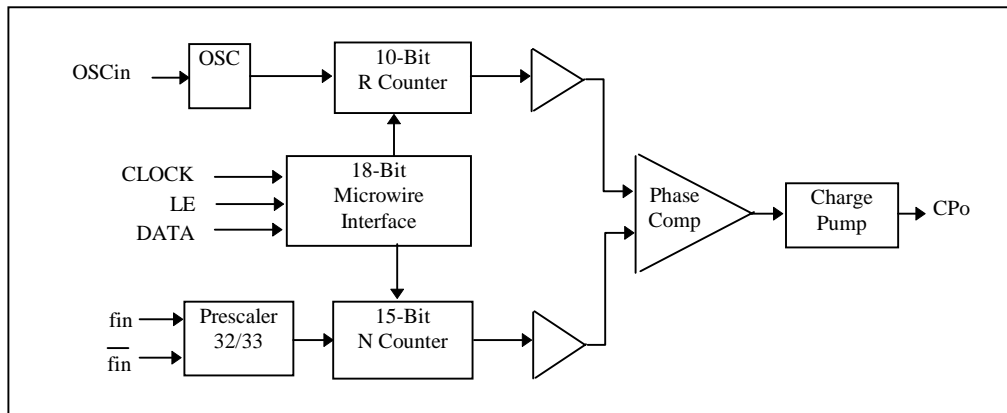 OSCin
OSC
10-Bit
R Counter
CLOCK
LE
DATA
18-Bit
Microwire
Interface
Phase
Comp
Charge
Pump
CPo
fin
fin
Prescaler
32/33
15-Bit
N Counter